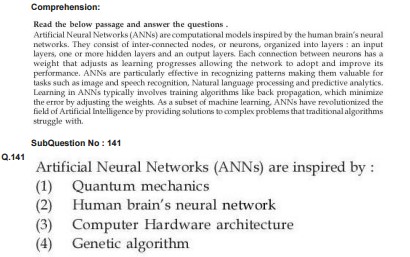 Comprehension:
Read the below passage and answer the questions .
Artificial Neural Networks (ANNs) are computational models inspired by the human brain's neural
networks. They consist of inter-connected nodes, or neurons, organized into layers : an input
layers, one or more hidden layers and an output layers. Each connection between neurons has a
weight that adjusts as learning progresses allowing the network to adopt and improve its
performance. ANNs are particularly effective in recognizing patterns making them valuable for
tasks such as image and speech recognition, Natural language processing and predictive analytics.
Learning in ANNs typically involves training algorithms like back propagation, which minimize
the error by adjusting the weights. As a subset of machine learning, ANNs have revolutionized the
field of Artificial Intelligence by providing solutions to complex problems that traditional algorithms
struggle with.
SubQuestion No : 141
Q.141 Artificial Neural Networks (ANNs) are inspired by :
(1) Quantum mechanics
(2) Human brain's neural network
(3) Computer Hardware architecture
(4) Genetic algorithm